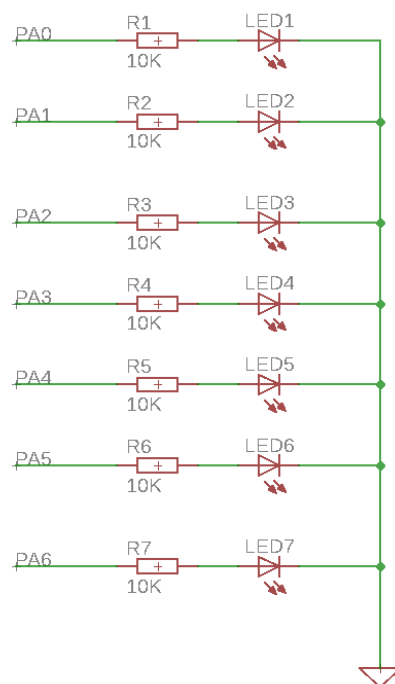 R1 LED1
PA0
10K
R2 LED2
PA1
10K
R3 LED3
PA2
10K
R4 LED4
PA3
10K
R5 LED5
PA4
10K
R6 LED6
PA5
10K
R7 LED7
PA6
10K